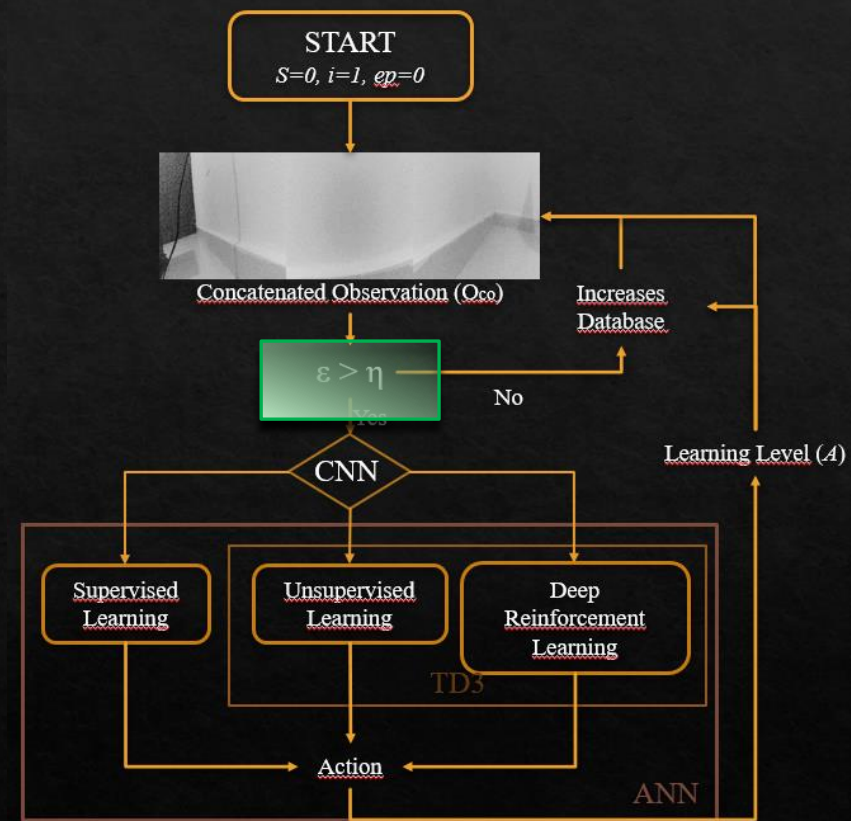 START
S=0, i=1, ep=0
Concatenated Observation (Oco)
Increases
Database
ε > η
No
Yes
Learning Level (A)
CNN
Supervised
Learning
Unsupervised
Learning
Deep
Reinforcement
Learning
TD3
Action
ANN